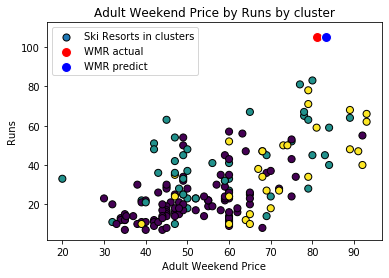 Adult Weekend Price by Runs by cluster
Ski Resorts in clusters
WMR actual
WMR predict
Runs
100
80
60
40
20
20
30
40
50
60
70
80
90
Adult Weekend Price